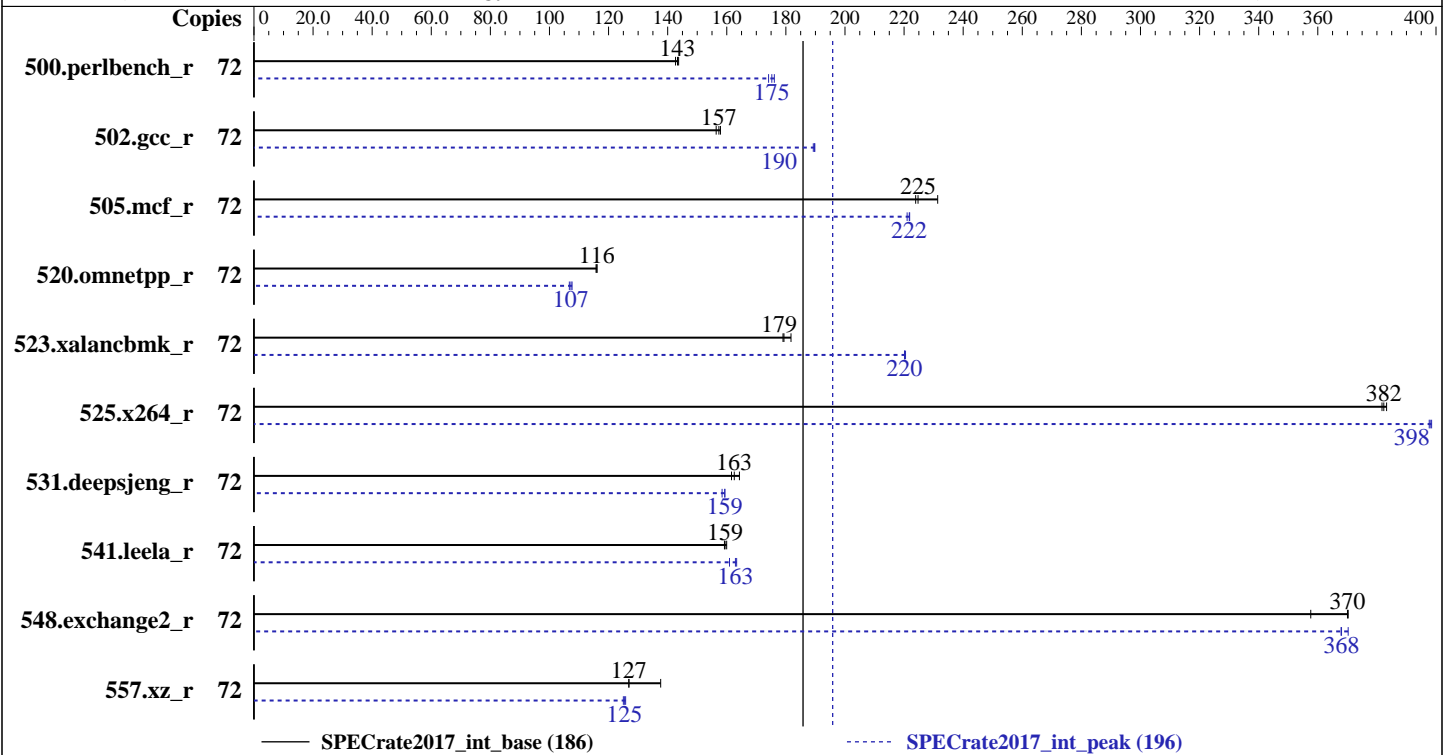 Copies 0 20.0 40.0 60.0 80.0 100 120 140 160 180 200 220 240 260 280 300 320 340 360 400
143
500.perlbench_r 72
175
157
502.gcc_r 72
190
225
505.mcf_r 72
222
116
520.omnetpp_r 72
107
179
523.xalancbmk_r 72
220
382
525.x264_r 72
398
163
531.deepsjeng_r 72
159
159
541.leela_r 72
163
370
548.exchange2_r 72
368
127
557.xz_r 72
125
SPECrate2017_int_base (186) SPECrate2017_int_peak (196)